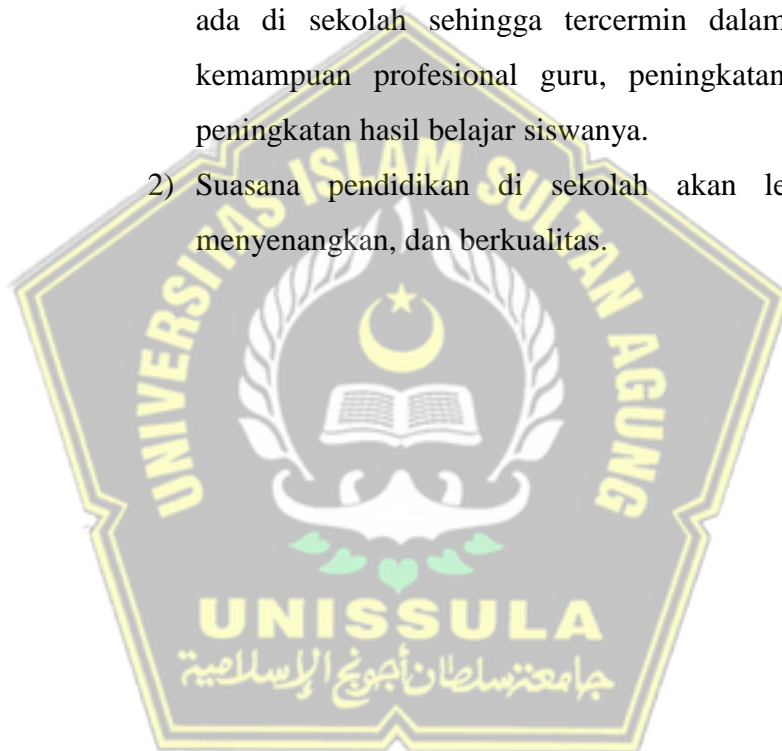 ada di sekolah sehingga tercermin dalam
kemampuan profesional guru, peningkatan
peningkatan hasil belajar siswanya.
2) Suasana pendidikan di sekolah akan le
menyenangkan, dan berkualitas.
UNIVERSITAS ISLAM SULTAN AGUNG
UNISSULA
جامعة سلطان أجونج الإسلامية